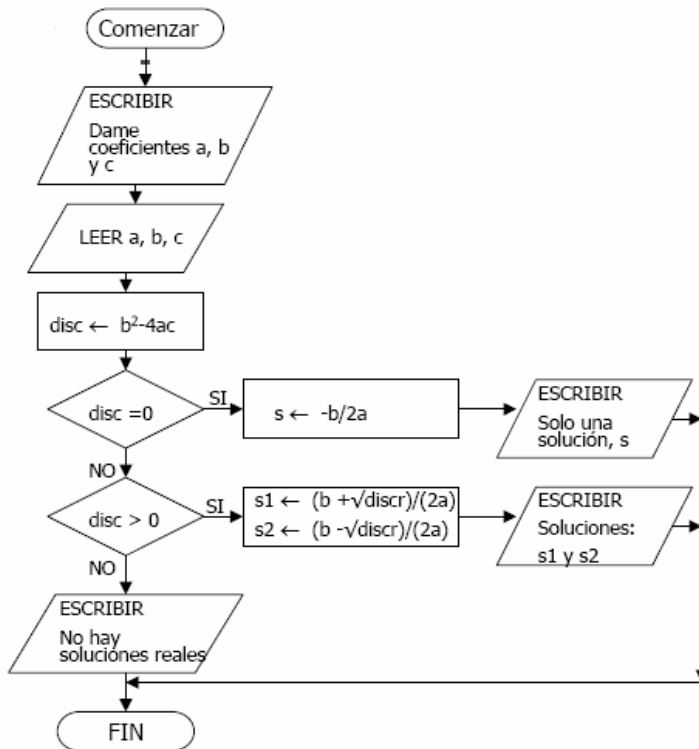 Comenzar
ESCRIBIR
Dame
coeficientes a, b
y c
LEER a, b, c
disc ← b²-4ac
disc =0
SI
s ← -b/2a
ESCRIBIR
Solo una
solución, s
NO
disc > 0
SI
s1 ← (b +√discr)/(2a)
s2 ← (b -√discr)/(2a)
ESCRIBIR
Soluciones:
s1 y s2
NO
ESCRIBIR
No hay
soluciones reales
FIN